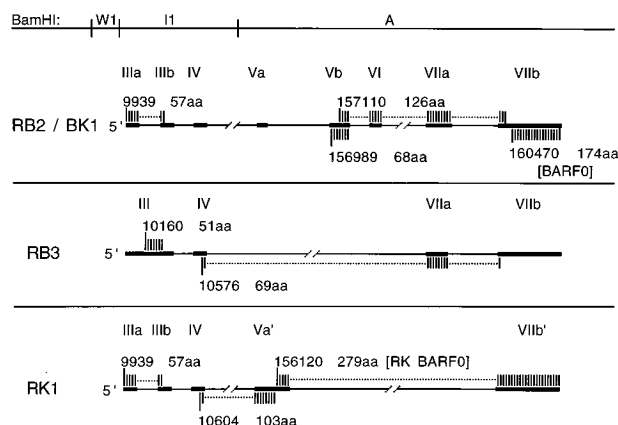 BamHI: W1 I1 A
IIIa IIIb IV Va Vb VI VIIa VIIb
9939 57aa 157110 126aa
RB2 / BK1 5'
156989 68aa 160470 174aa
[BARF0]
III IV VIIa VIIb
10160 51aa
RB3 5'
10576 69aa
IIIa IIIb IV Va' VIIb'
9939 57aa 156120 279aa [RK BARF0]
RK1 5'
10604 103aa